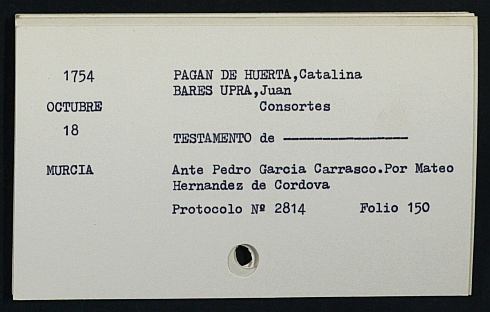 1754 PAGAN DE HUERTA,Catalina
BARES UPRA,Juan
OCTUBRE Consortes
18
TESTAMENTO de ————————
MURCIA Ante Pedro Garcia Carrasco.Por Mateo
Hernandez de Cordova
Protocolo Nº 2814 Folio 150